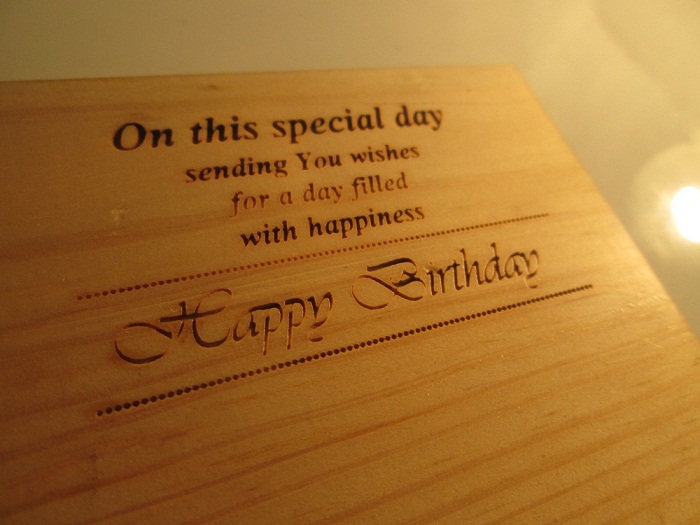 On this special day
sending You wishes
for a day filled
with happiness
Happy Birthday